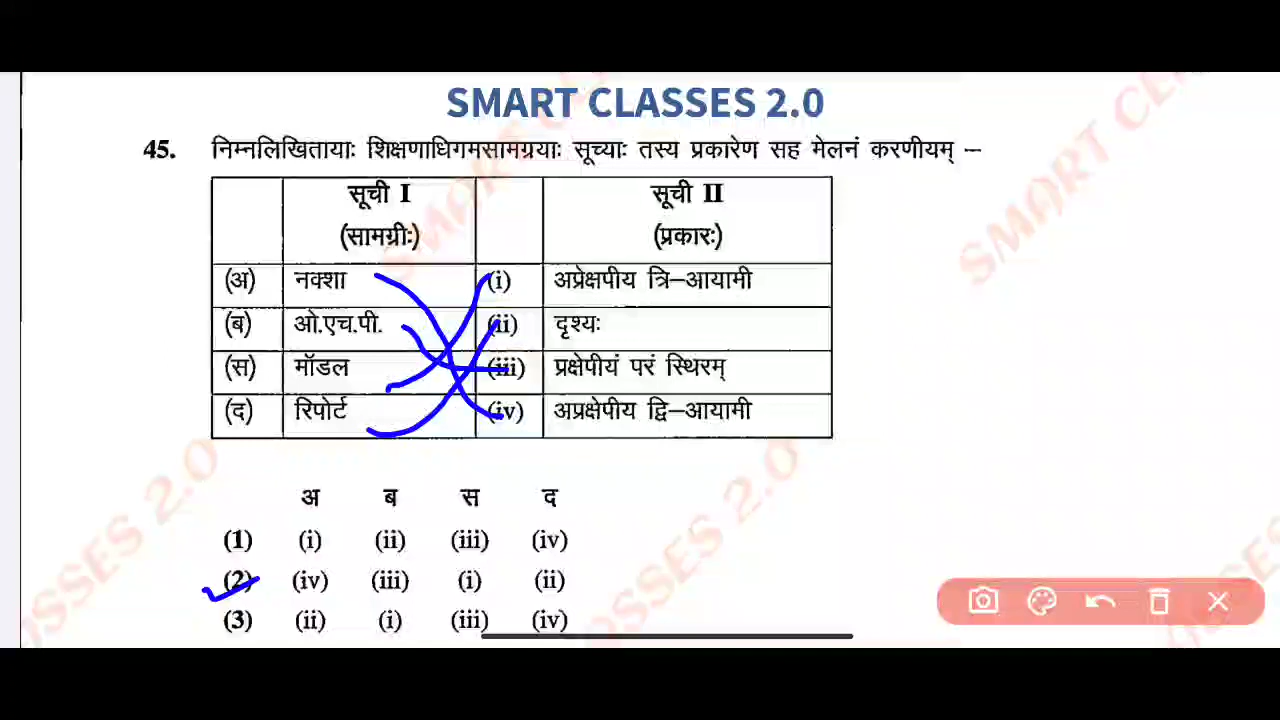 SMART CLASSES 2.0
45. निम्नलिखितायाः शिक्षणाधिगमसामग्रयाः सूच्याः तस्य प्रकारेण सह मेलनं करणीयम् –
सूची I सूची II
(सामग्रीः) (प्रकारः)
(अ) नक्शा (i) अप्रेक्षपीय त्रि–आयामी
(ब) ओ.एच.पी. (ii) दृश्यः
(स) मॉडल (iii) प्रक्षेपीयं परं स्थिरम्
(द) रिपोर्ट (iv) अप्रक्षेपीय द्वि–आयामी
अ ब स द
(1) (i) (ii) (iii) (iv)
(2) (iv) (iii) (i) (ii)
(3) (ii) (i) (iii) (iv)